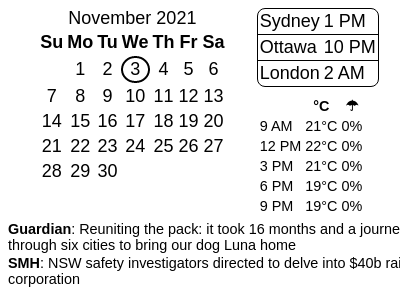 November 2021
Su Mo Tu We Th Fr Sa
1 2 3 4 5 6
7 8 9 10 11 12 13
14 15 16 17 18 19 20
21 22 23 24 25 26 27
28 29 30
Sydney 1 PM
Ottawa 10 PM
London 2 AM
°C ☂
9 AM 21°C 0%
12 PM 22°C 0%
3 PM 21°C 0%
6 PM 19°C 0%
9 PM 19°C 0%
Guardian: Reuniting the pack: it took 16 months and a journe
through six cities to bring our dog Luna home
SMH: NSW safety investigators directed to delve into $40b rai
corporation